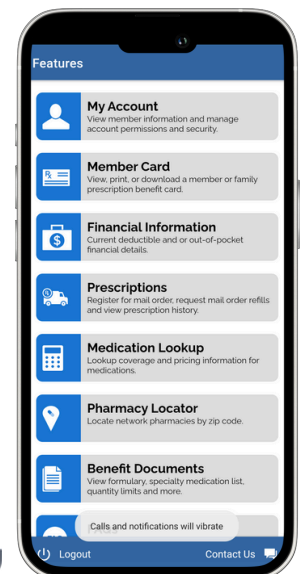 Features
My Account
View member information and manage
account permissions and security.
Member Card
View, print, or download a member or family
prescription benefit card.
Financial Information
Current deductible and or out-of-pocket
financial details.
Prescriptions
Register for mail order, request mail order refills
and view prescription history.
Medication Lookup
Lookup coverage and pricing information for
medications.
Pharmacy Locator
Locate network pharmacies by zip code.
Benefit Documents
View formulary, specialty medication list,
quantity limits and more.
Calls and notifications will vibrate
Logout
Contact Us